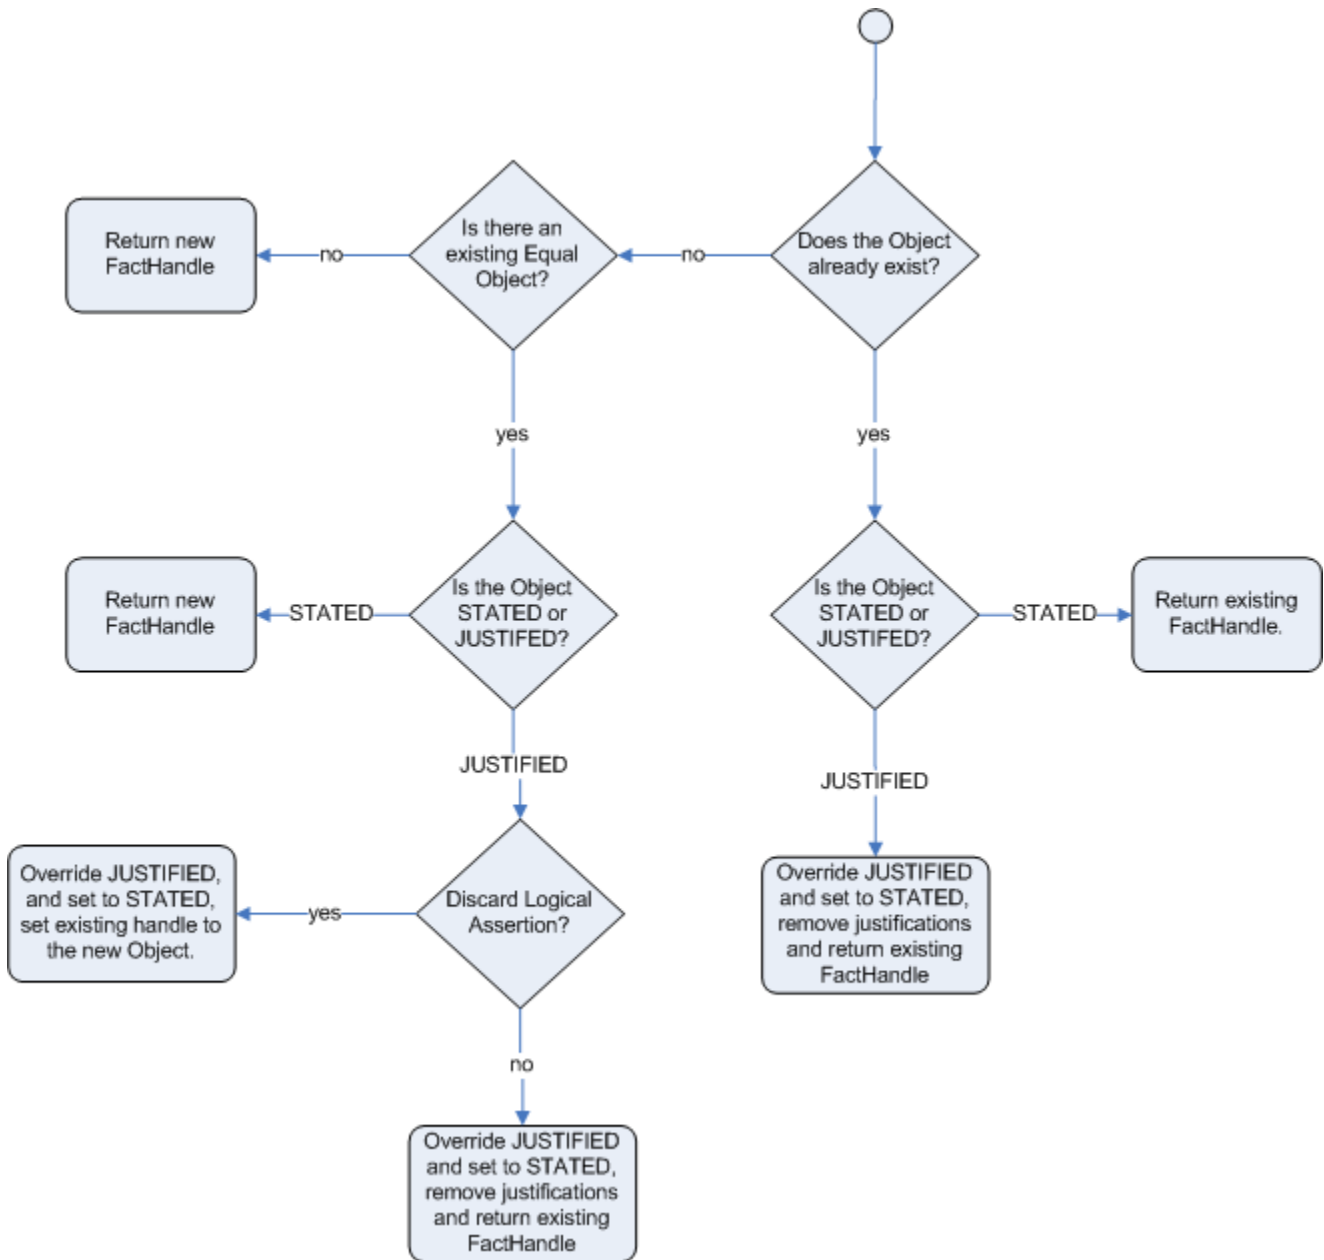 Does the Object
already exist?
no
Is there an
existing Equal
Object?
no
Return new
FactHandle
yes
yes
Return new
FactHandle
STATED
Is the Object
STATED or
JUSTIFED?
Is the Object
STATED or
JUSTIFED?
STATED
Return existing
FactHandle.
JUSTIFIED
JUSTIFIED
Override JUSTIFIED,
and set to STATED,
set existing handle to
the new Object.
yes
Discard Logical
Assertion?
Override JUSTIFIED
and set to STATED,
remove justifications
and return existing
FactHandle
no
Override JUSTIFIED
and set to STATED,
remove justifications
and return existing
FactHandle